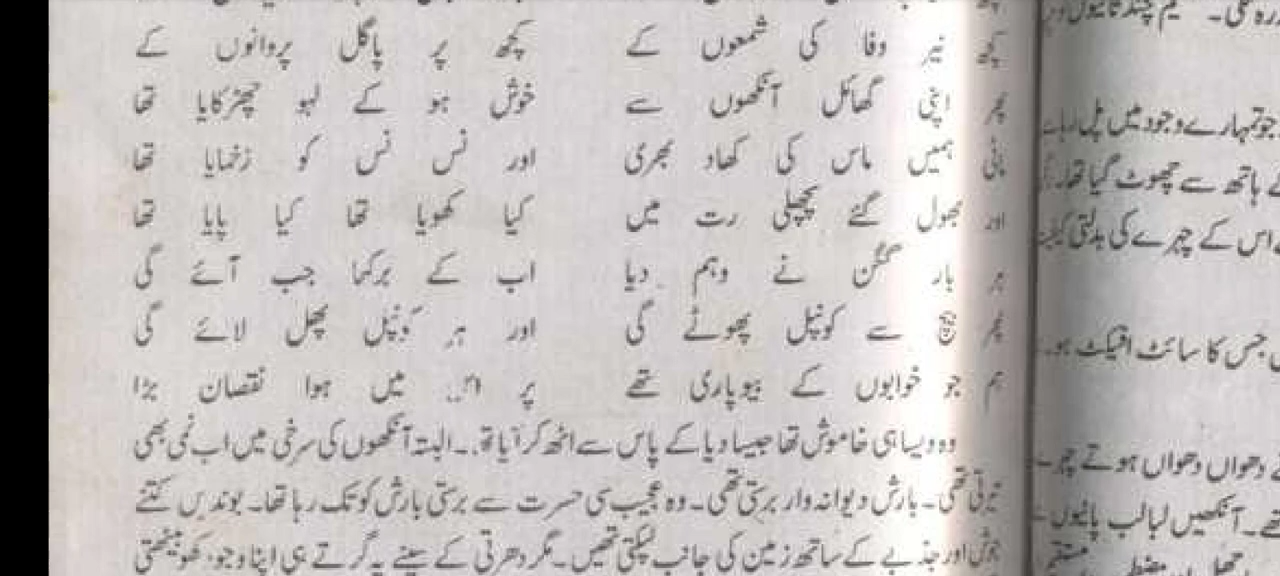 کچھ نیر وفا کی شمعوں کے کچھ پر پاگل پروانوں کے
پھر اپنی گھائل آنکھوں سے خوش ہو کے لہو چھڑکایا تھا
ہمیں ماس کی کھاد بھری اور نس نس کو زخمایا تھا
اور بھول گئے پچھلی رت میں کیا کھویا تھا کیا پایا تھا
ہر بار گگن نے وہم دیا اب کے برکھا جب آئے گی
پھر بیج سے کونپل پھوٹے گی اور ہر کونپل پھل لائے گی
ہم جو خوابوں کے بیوپاری تھے پر میں ہوا نقصان بڑا
وہ ویسا ہی خاموش تھا جیسا دیا کے پاس سے اٹھ کر آیا تھا۔ البتہ آنکھوں کی سرخی میں اب نمی بھی
تیرتی تھی۔ بارش دیوانہ وار برستی تھی۔ وہ عجیب سی حسرت سے برستی بارش کو تک رہا تھا۔ بوندیں کتنے
جوش اور جذبے کے ساتھ زمین کی جانب لپکتی تھیں۔ مگر دھرتی کے سینے پہ گرتے ہی اپنا وجود کھو بیٹھتی
جو تمہارے وجود میں پل رہا ہے
کے ہاتھ سے چھوٹ گیا تھا۔
اس کے چہرے کی بدلتی
جس کا سائٹ افیکٹ ہو
دھواں دھواں ہوتے
تھے۔ آنکھیں لبالب پانیوں